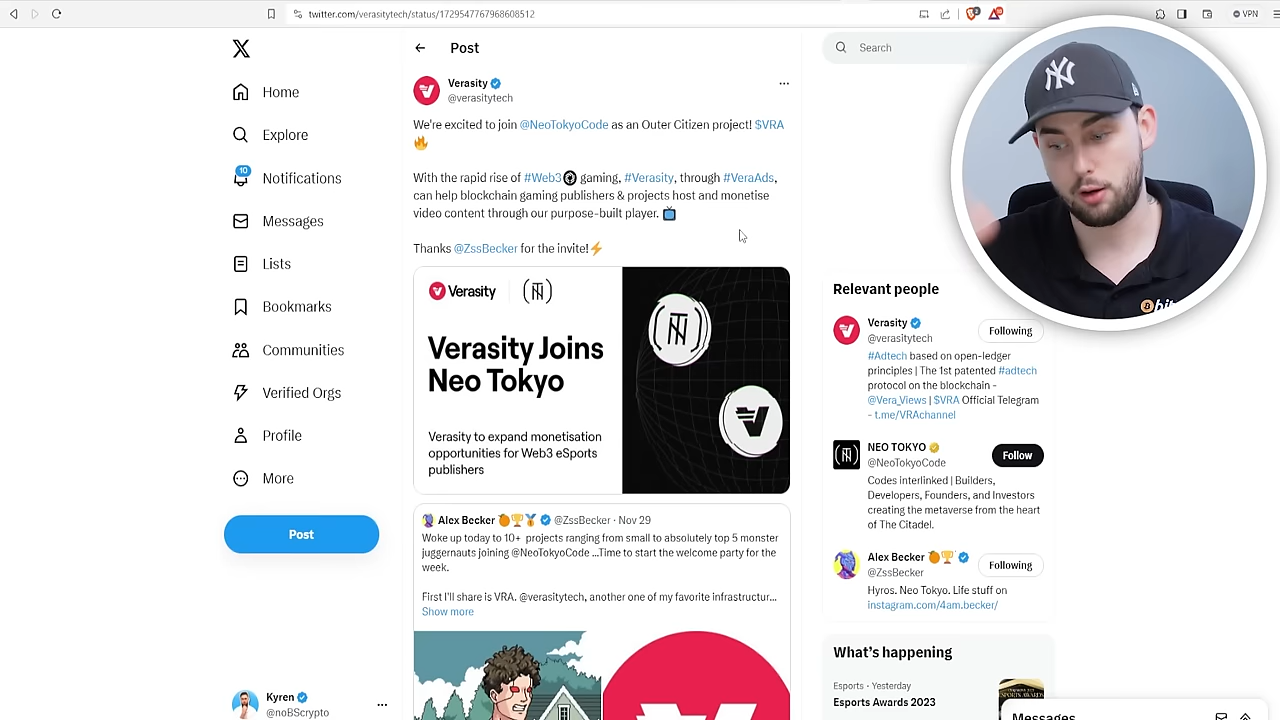 twitter.com/verasitytech/status/1729547767968608512
VPN
Home
Explore
10
Notifications
Messages
Lists
Bookmarks
Communities
Verified Orgs
Profile
More
Post
Kyren
@noBScrypto
Post
Verasity
@verasitytech
We're excited to join @NeoTokyoCode as an Outer Citizen project! $VRA
With the rapid rise of #Web3 gaming, #Verasity, through #VeraAds,
can help blockchain gaming publishers & projects host and monetise
video content through our purpose-built player.
Thanks @ZssBecker for the invite!
Verasity
Verasity Joins
Neo Tokyo
Verasity to expand monetisation
opportunities for Web3 eSports
publishers
Alex Becker @ZssBecker · Nov 29
Woke up today to 10+ projects ranging from small to absolutely top 5 monster
juggernauts joining @NeoTokyoCode ...Time to start the welcome party for the
week.
First I'll share is VRA. @verasitytech, another one of my favorite infrastructur...
Show more
Search
NY
bit
Relevant people
Verasity
@verasitytech
Following
#Adtech based on open-ledger
principles | The 1st patented #adtech
protocol on the blockchain -
@Vera_Views | $VRA Official Telegram
- t.me/VRAchannel
NEO TOKYO
@NeoTokyoCode
Follow
Codes interlinked | Builders,
Developers, Founders, and Investors
creating the metaverse from the heart
of The Citadel.
Alex Becker
@ZssBecker
Following
Hyros. Neo Tokyo. Life stuff on
instagram.com/4am.becker/
What's happening
Esports · Yesterday
Esports Awards 2023
Messages